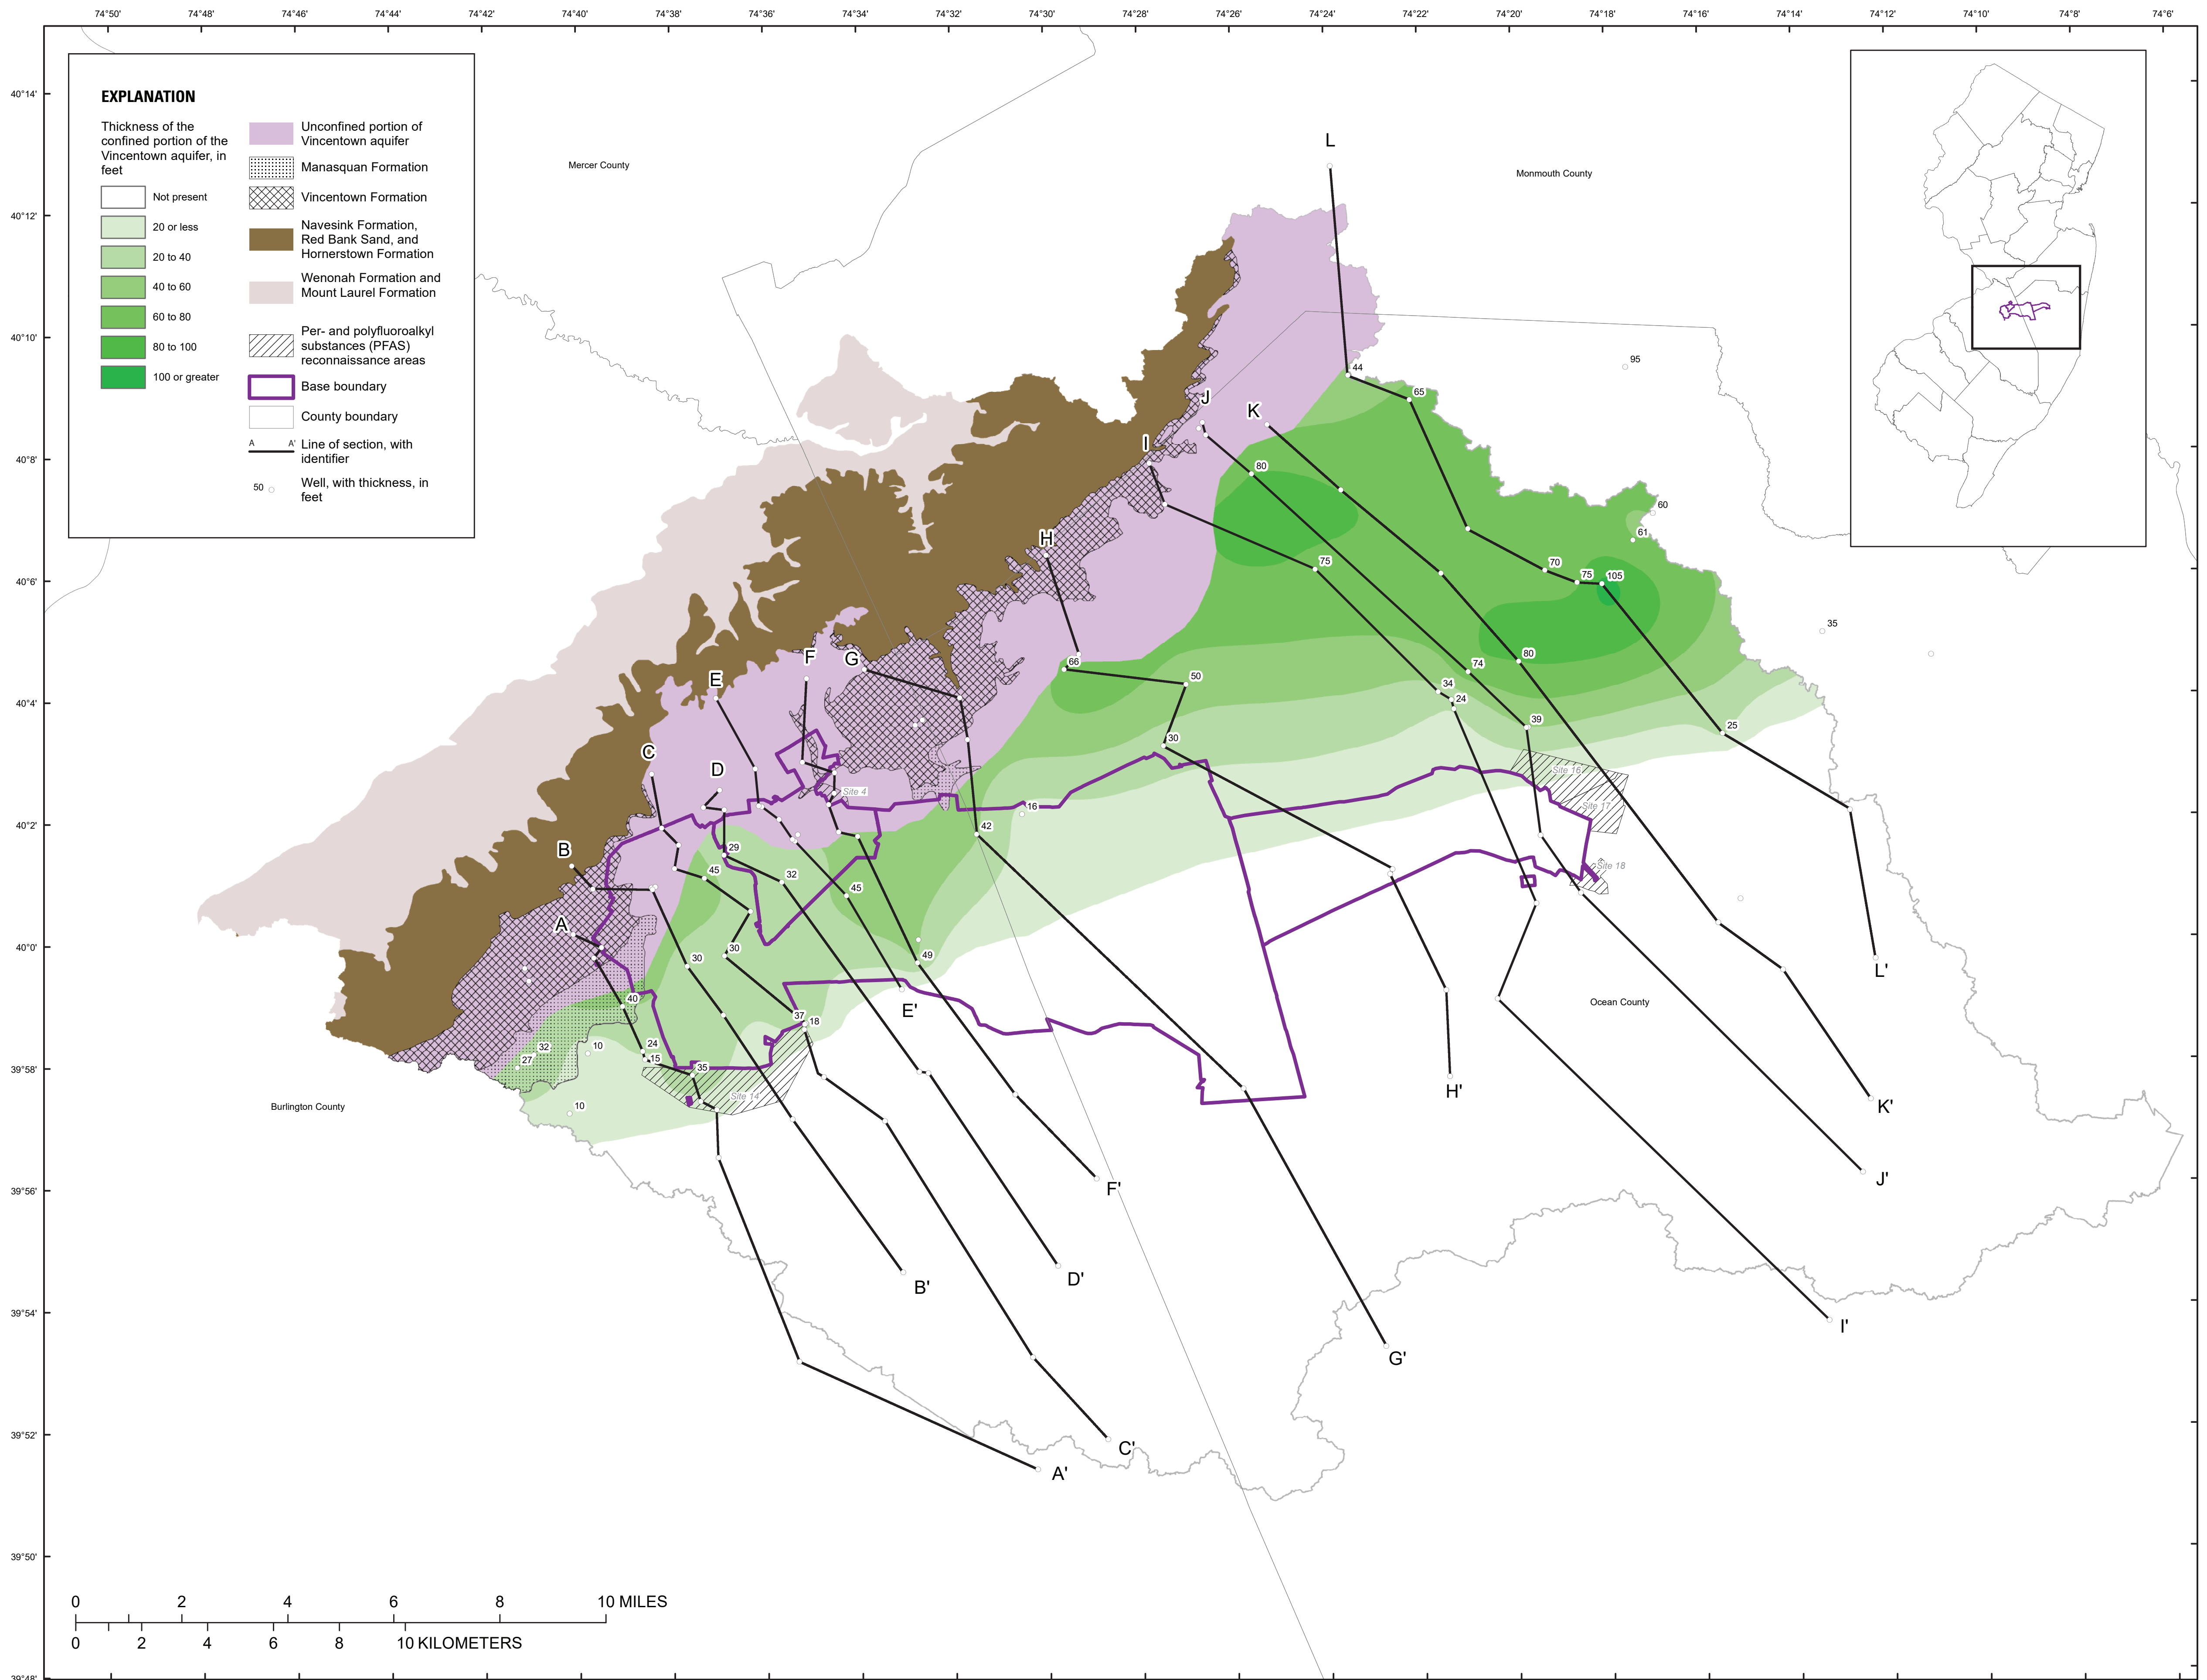 74°50' 74°48' 74°46' 74°42' 74°40' 74°38' 74°36' 74°34' 74°32' 74°30' 74°28' 74°26' 74°24' 74°22' 74°20' 74°18' 74°16' 74°14' 74°12' 74°10' 74°8' 74°6'
40°14'
40°12'
40°10'
40°8'
40°6'
40°4'
40°2'
40°0'
39°58'
39°56'
39°54'
39°52'
39°50'
39°48'
EXPLANATION
Thickness of the
confined portion of the
Vincentown aquifer, in
feet
Not present
20 or less
20 to 40
40 to 60
60 to 80
80 to 100
100 or greater
Unconfined portion of
Vincentown aquifer
Manasquan Formation
Vincentown Formation
Navesink Formation,
Red Bank Sand, and
Hornerstown Formation
Wenonah Formation and
Mount Laurel Formation
Per- and polyfluoroalkyl
substances (PFAS)
reconnaissance areas
Base boundary
County boundary
A A' Line of section, with
identifier
50 Well, with thickness, in
feet
Mercer County
Monmouth County
Burlington County
Ocean County
L
44
65
95
J
K
I
80
60
61
H
75
70
75
105
35
F
G
66
50
74
80
E
34
24
39
25
30
C
D
Site 16
Site 4
16
Site 17
42
B
29
45
32
45
Site 18
A
30
30
49
L'
40
E'
37
18
24
15
10
32
27
35
Site 14
10
H'
K'
J'
F'
D'
B'
I'
G'
C'
A'
0 2 4 6 8 10 MILES
0 2 4 6 8 10 KILOMETERS